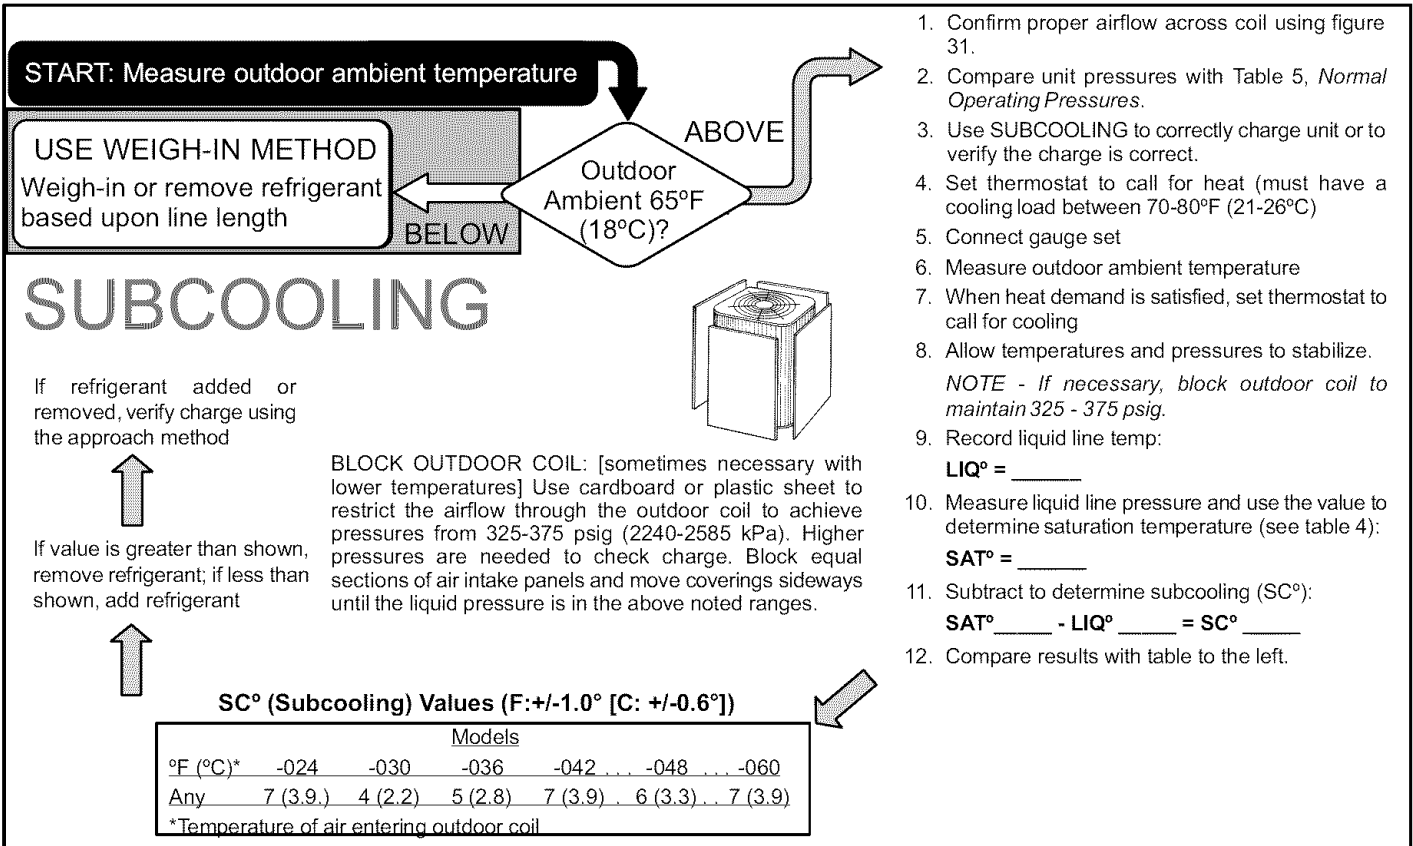 START: Measure outdoor ambient temperature
USE WEIGH-IN METHOD
Weigh-in or remove refrigerant
based upon line length
ABOVE
BELOW
Outdoor
Ambient 65ºF
(18ºC)?
SUBCOOLING
If refrigerant added or
removed, verify charge using
the approach method
If value is greater than shown,
remove refrigerant; if less than
shown, add refrigerant
BLOCK OUTDOOR COIL: [sometimes necessary with
lower temperatures] Use cardboard or plastic sheet to
restrict the airflow through the outdoor coil to achieve
pressures from 325-375 psig (2240-2585 kPa). Higher
pressures are needed to check charge. Block equal
sections of air intake panels and move coverings sideways
until the liquid pressure is in the above noted ranges.
1. Confirm proper airflow across coil using figure
31.
2. Compare unit pressures with Table 5, Normal
Operating Pressures.
3. Use SUBCOOLING to correctly charge unit or to
verify the charge is correct.
4. Set thermostat to call for heat (must have a
cooling load between 70-80ºF (21-26ºC)
5. Connect gauge set
6. Measure outdoor ambient temperature
7. When heat demand is satisfied, set thermostat to
call for cooling
8. Allow temperatures and pressures to stabilize.
NOTE - If necessary, block outdoor coil to
maintain 325 - 375 psig.
9. Record liquid line temp:
LIQº = ______
10. Measure liquid line pressure and use the value to
determine saturation temperature (see table 4):
SATº = ______
11. Subtract to determine subcooling (SCº):
SATº_____ - LIQº _____ = SCº _____
12. Compare results with table to the left.
SCº (Subcooling) Values (F:+/-1.0° [C: +/-0.6°])
Models
ºF (ºC)* -024 -030 -036 -042 ... -048 ... -060
Any 7 (3.9.) 4 (2.2) 5 (2.8) 7 (3.9) . 6 (3.3) .. 7 (3.9)
*Temperature of air entering outdoor coil